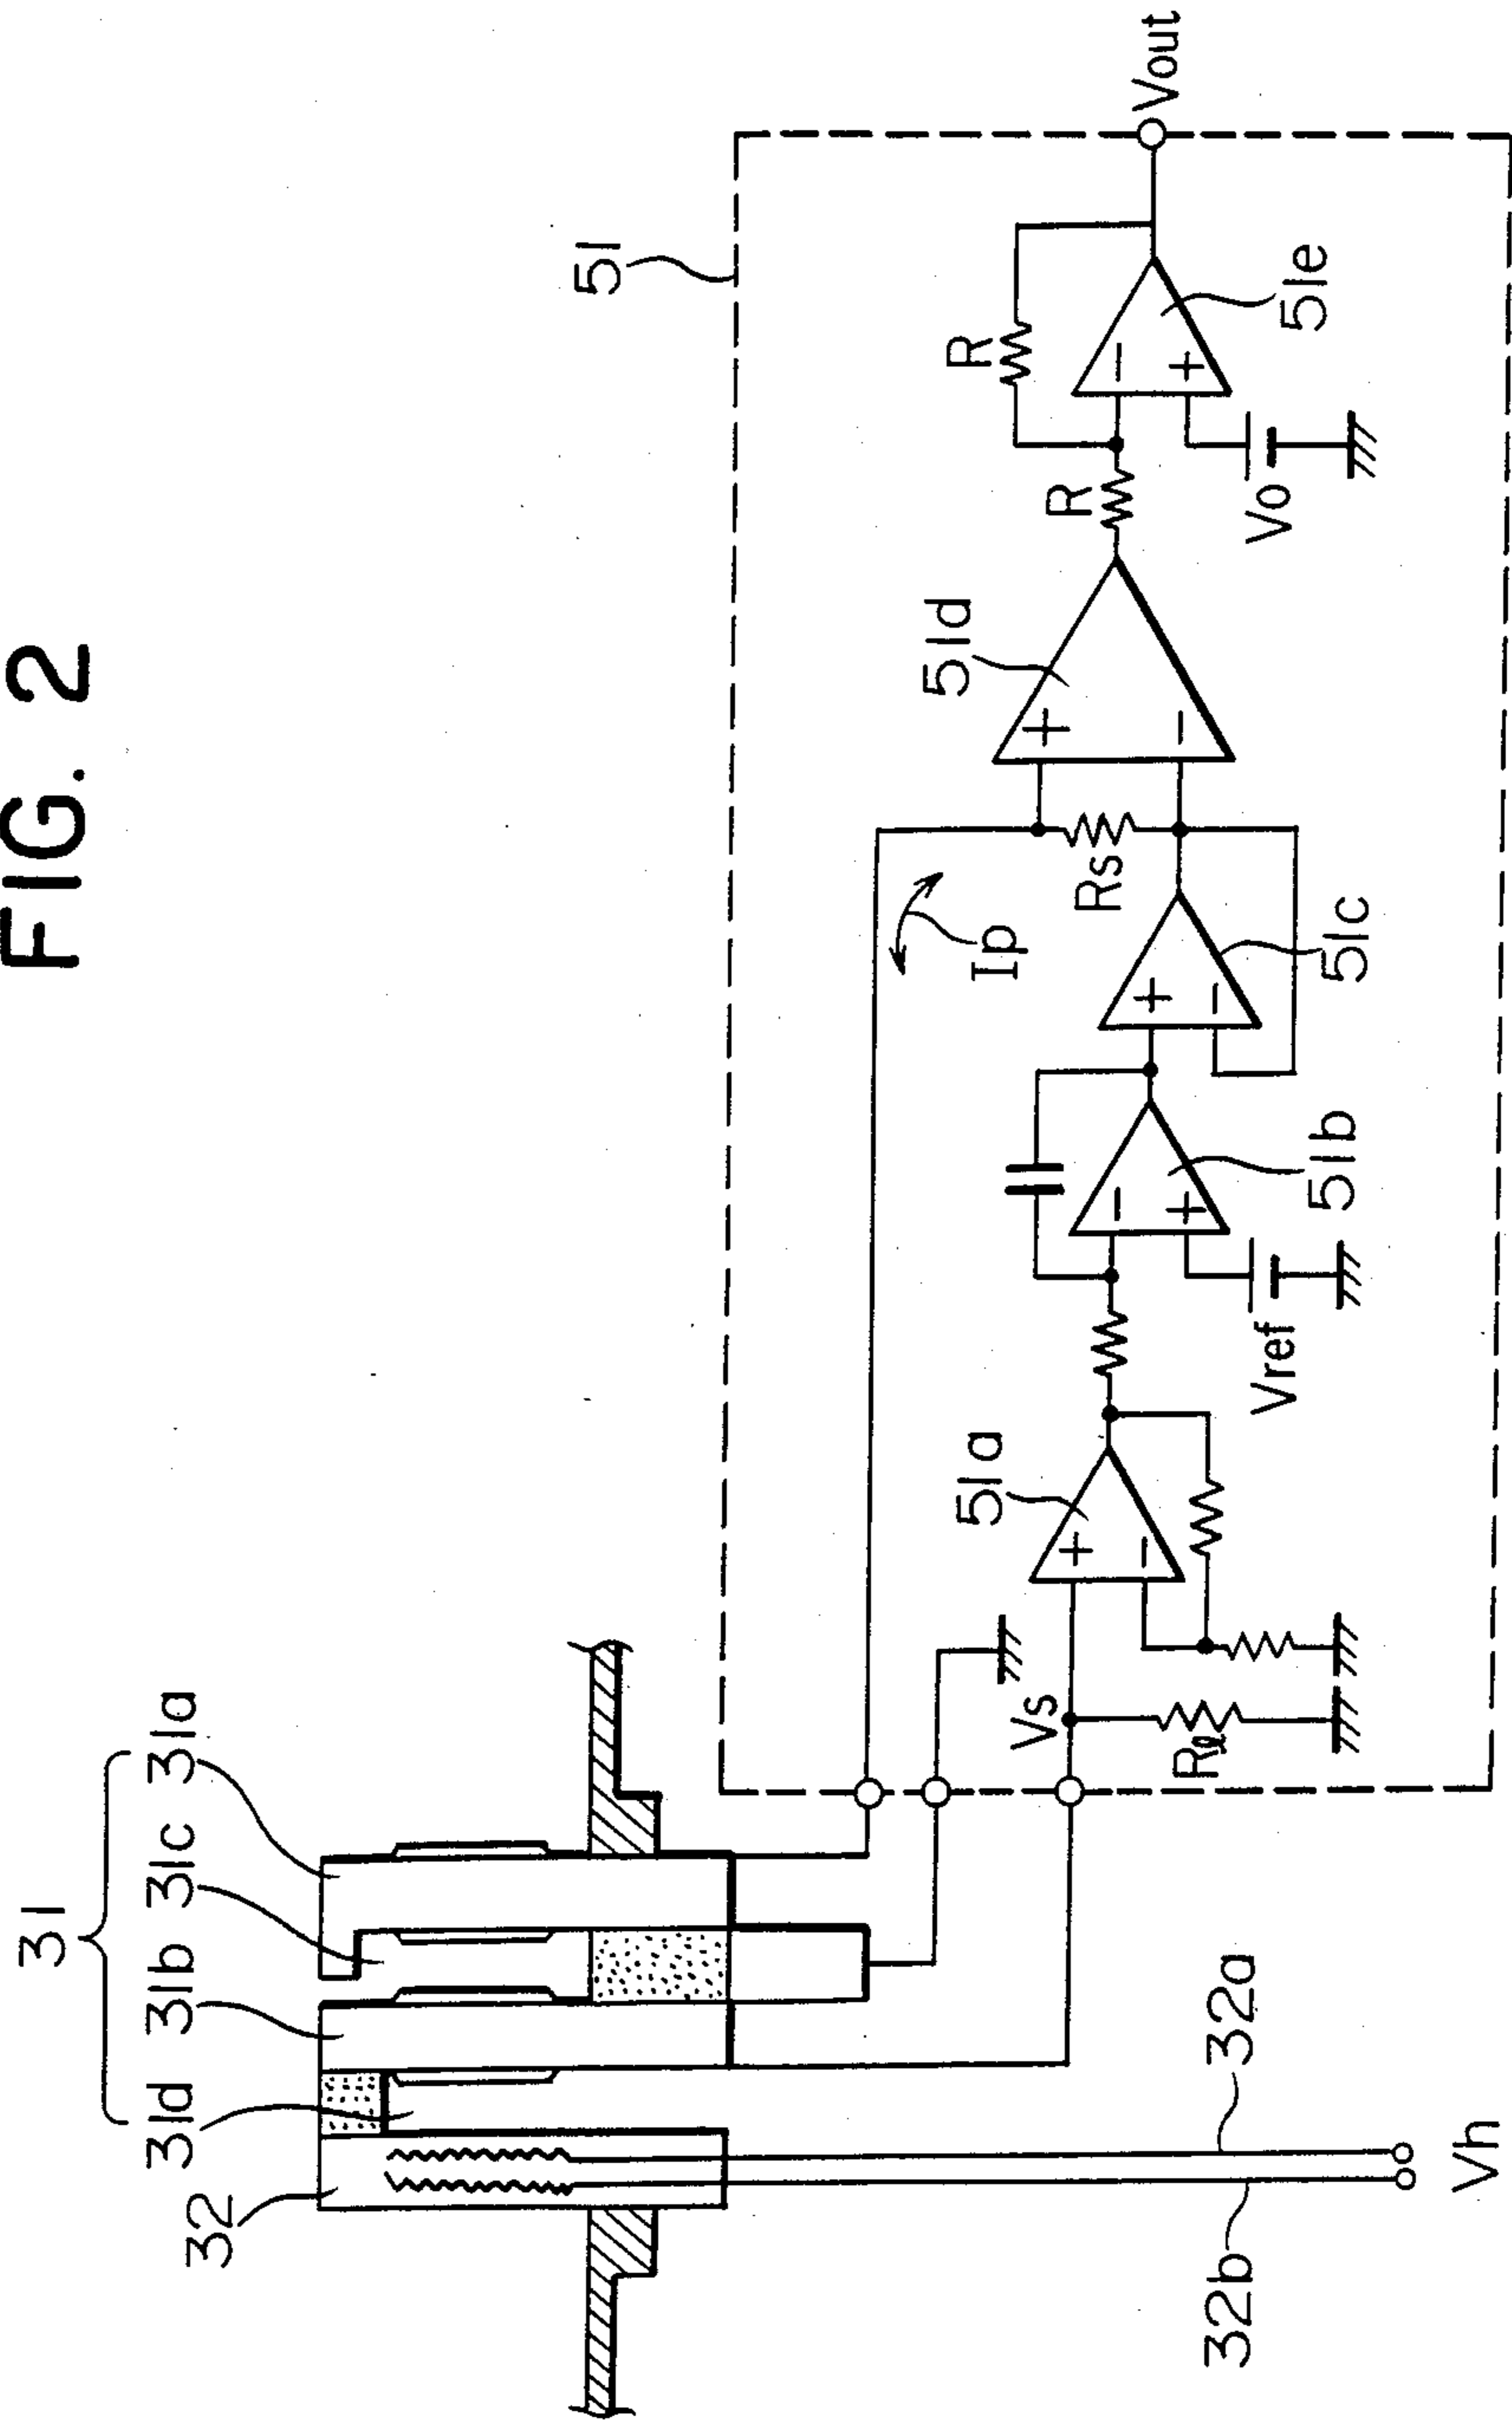 FIG. 2
31
31d 31b 31c 31a
32
51
51a
51d
R
R
Vout
Ip
Vs
Rs
Rℓ
Vref
51b
51c
Vo
51e
32b
32a
Vh
+
−
−
+
+
−
+
−
−
+